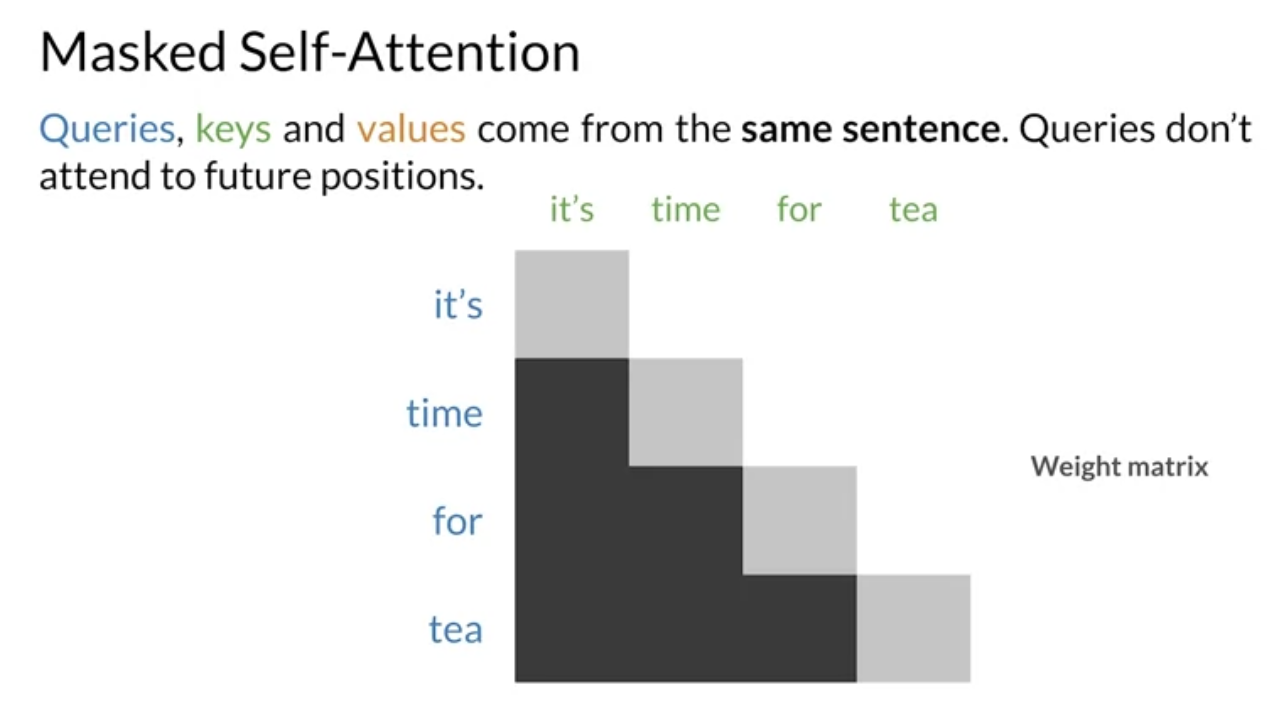 Masked Self-Attention
Queries, keys and values come from the same sentence. Queries don’t
attend to future positions.
it’s time for tea
it’s
time
Weight matrix
for
tea